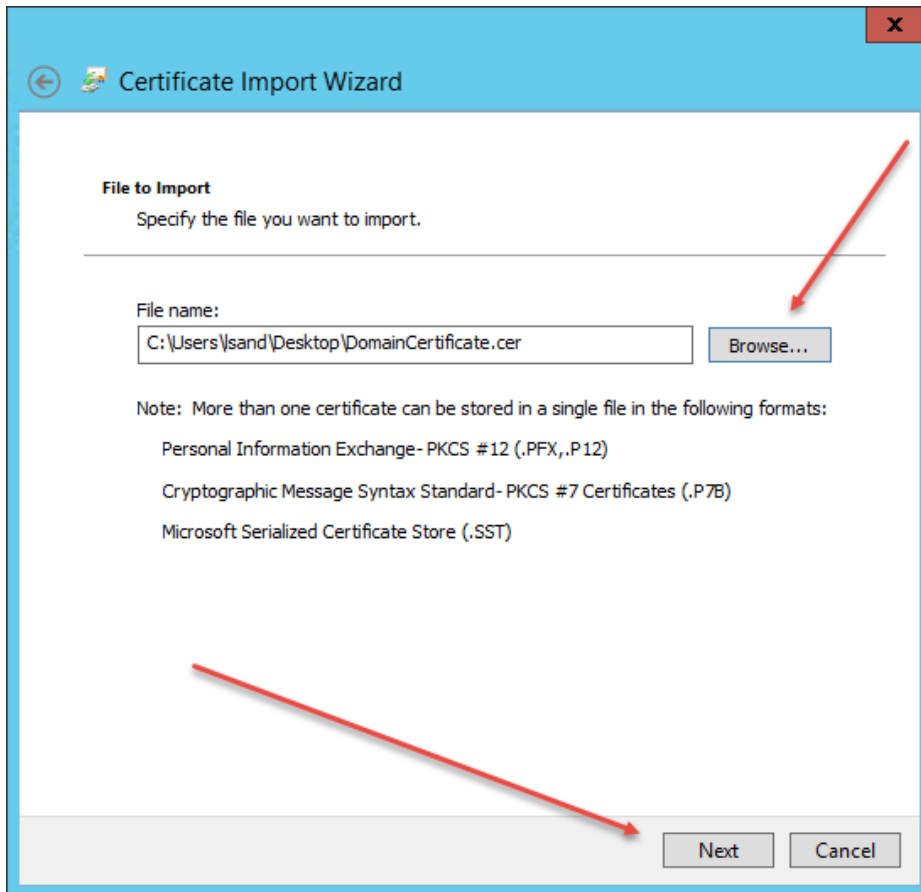 X
Certificate Import Wizard
File to Import
Specify the file you want to import.
File name:
C:\Users\lsand\Desktop\DomainCertificate.cer
Browse...
Note: More than one certificate can be stored in a single file in the following formats:
Personal Information Exchange- PKCS #12 (.PFX,.P12)
Cryptographic Message Syntax Standard- PKCS #7 Certificates (.P7B)
Microsoft Serialized Certificate Store (.SST)
Next
Cancel